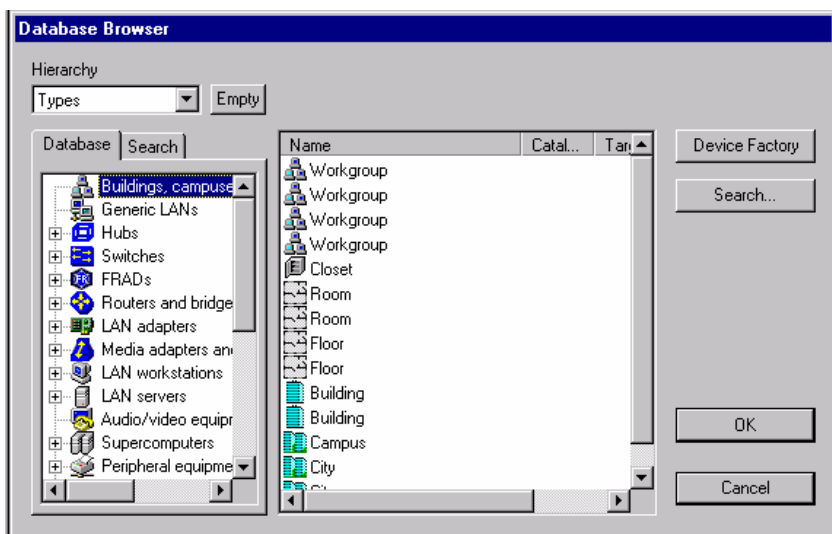 Database Browser
Hierarchy
Types
Empty
Database
Search
Buildings, campuse
Generic LANs
Hubs
Switches
FRADs
Routers and bridge
LAN adapters
Media adapters an
LAN workstations
LAN servers
Audio/video equipr
Supercomputers
Peripheral equipme
Name Catal... Tar
Workgroup
Workgroup
Workgroup
Workgroup
Closet
Room
Room
Floor
Floor
Building
Building
Campus
City
Device Factory
Search...
OK
Cancel